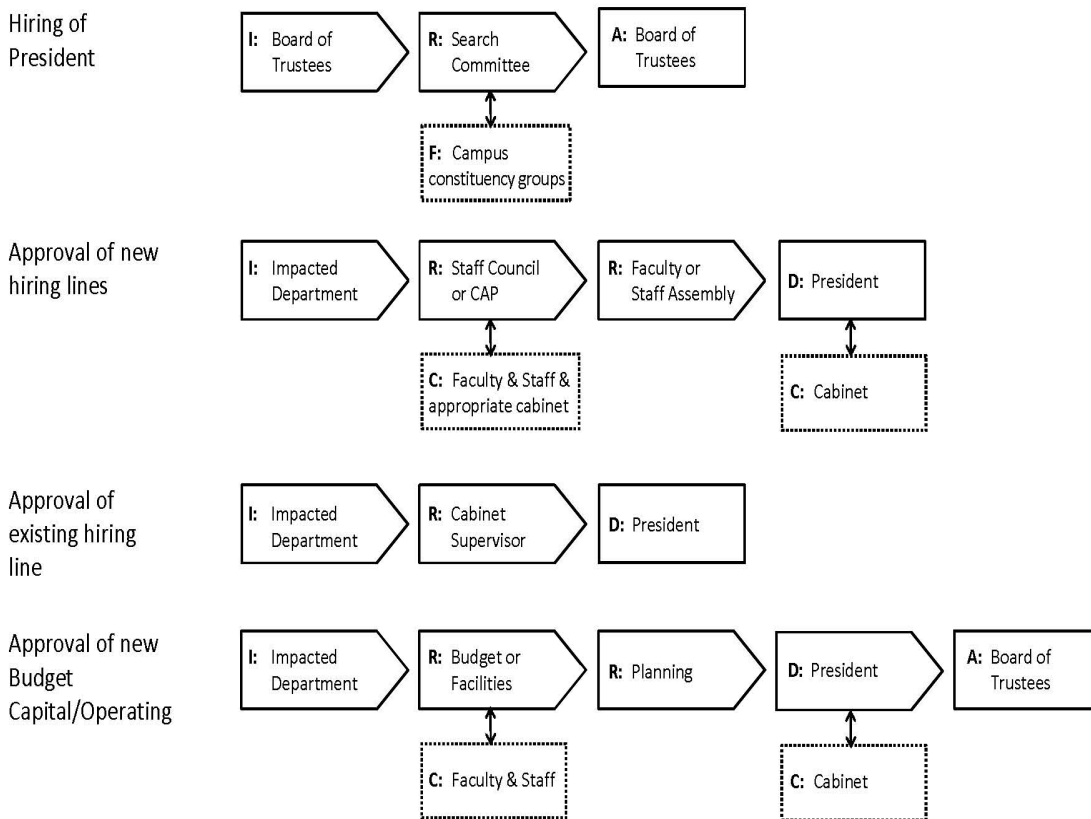 Hiring of
President
I: Board of
Trustees
R: Search
Committee
A: Board of
Trustees
F: Campus
constituency groups
Approval of new
hiring lines
I: Impacted
Department
R: Staff Council
or CAP
R: Faculty or
Staff Assembly
D: President
C: Faculty & Staff &
appropriate cabinet
C: Cabinet
Approval of
existing hiring
line
I: Impacted
Department
R: Cabinet
Supervisor
D: President
Approval of new
Budget
Capital/Operating
I: Impacted
Department
R: Budget or
Facilities
R: Planning
D: President
A: Board of
Trustees
C: Faculty & Staff
C: Cabinet